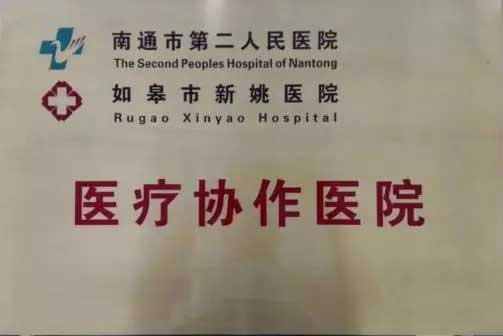 南通市第二人民医院
The Second Peoples Hospital of Nantong
如皋市新姚医院
Rugao Xinyao Hospital
医疗协作医院